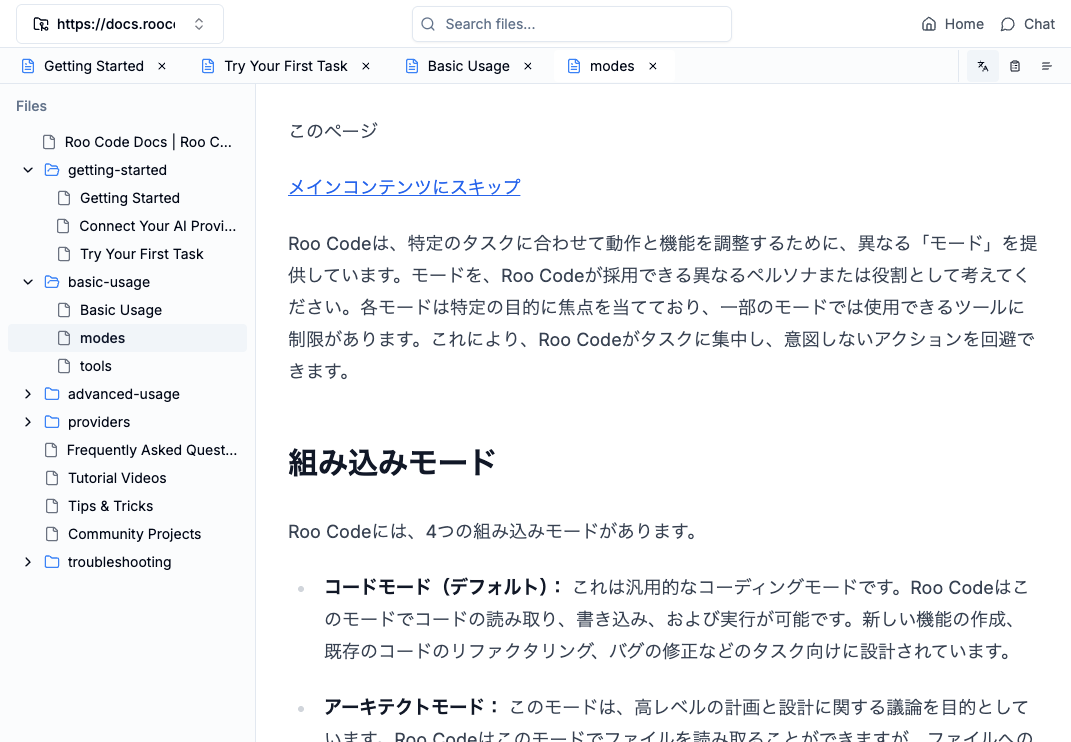 https://docs.rooc
Search files...
Home
Chat
Getting Started
Try Your First Task
Basic Usage
modes
Files
Roo Code Docs | Roo C...
getting-started
Getting Started
Connect Your AI Provi...
Try Your First Task
basic-usage
Basic Usage
modes
tools
advanced-usage
providers
Frequently Asked Quest...
Tutorial Videos
Tips & Tricks
Community Projects
troubleshooting
このページ
メインコンテンツにスキップ
Roo Codeは、特定のタスクに合わせて動作と機能を調整するために、異なる「モード」を提
供しています。モードを、Roo Codeが採用できる異なるペルソナまたは役割として考えてく
ださい。各モードは特定の目的に焦点を当てており、一部のモードでは使用できるツールに
制限があります。これにより、Roo Codeがタスクに集中し、意図しないアクションを回避で
きます。
組み込みモード
Roo Codeには、4つの組み込みモードがあります。
コードモード（デフォルト）： これは汎用的なコーディングモードです。Roo Codeはこ
のモードでコードの読み取り、書き込み、および実行が可能です。新しい機能の作成、
既存のコードのリファクタリング、バグの修正などのタスク向けに設計されています。
アーキテクトモード： このモードは、高レベルの計画と設計に関する議論を目的として
います。Roo Codeはこのモードでファイルを読み取ることができますが、ファイルへの